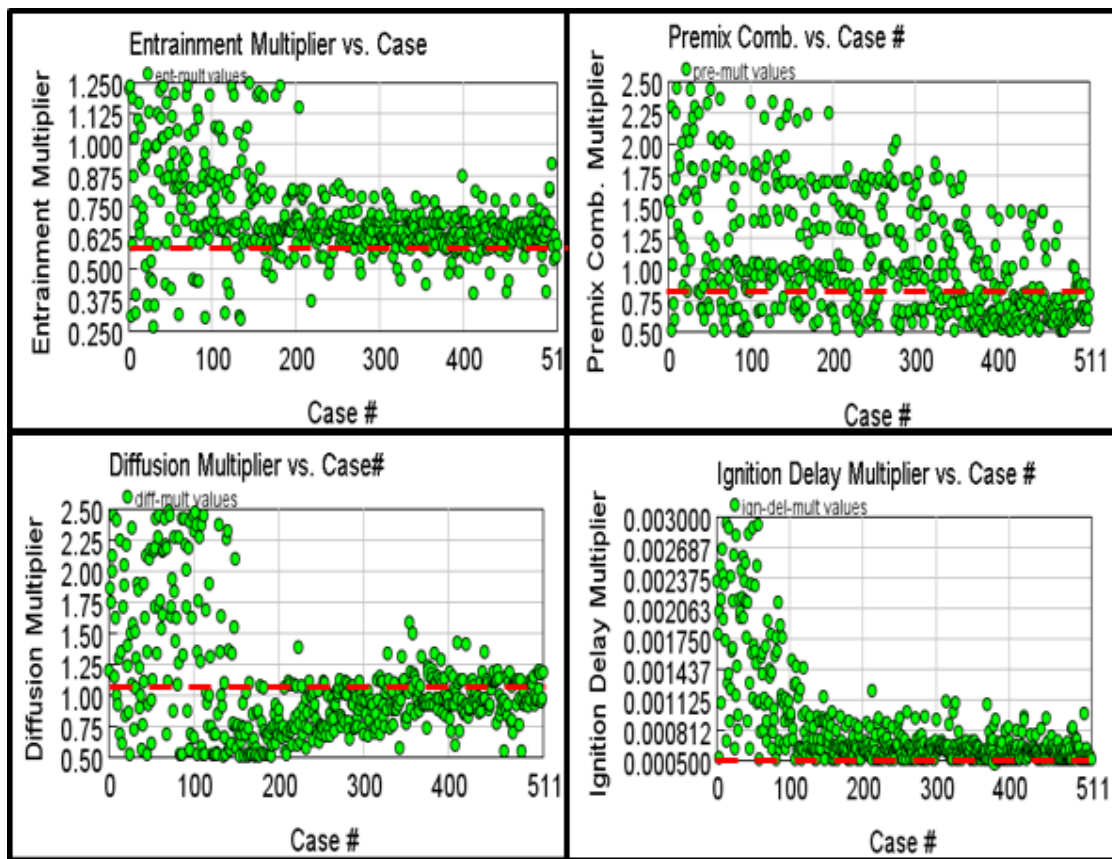 Entrainment Multiplier vs. Case
ent-mult values
Entrainment Multiplier
1.250
1.125
1.000
0.875
0.750
0.625
0.500
0.375
0.250
0 100 200 300 400 511
Case #
Premix Comb. vs. Case #
pre-mult values
Premix Comb. Multiplier
2.50
2.25
2.00
1.75
1.50
1.25
1.00
0.75
0.50
0 100 200 300 400 511
Case #
Diffusion Multiplier vs. Case#
diff-mult values
Diffusion Multiplier
2.50
2.25
2.00
1.75
1.50
1.25
1.00
0.75
0.50
0 100 200 300 400 511
Case #
Ignition Delay Multiplier vs. Case #
ign-del-mult values
Ignition Delay Multiplier
0.003000
0.002687
0.002375
0.002063
0.001750
0.001437
0.001125
0.000812
0.000500
0 100 200 300 400 511
Case #